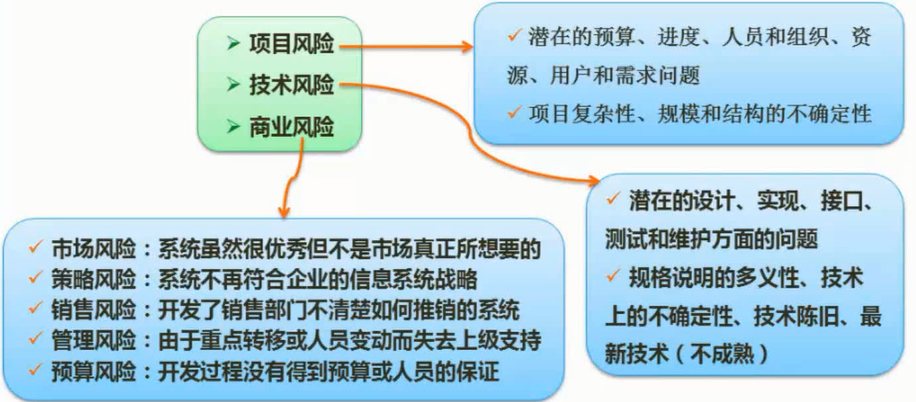 项目风险
技术风险
商业风险
潜在的预算、进度、人员和组织、资
源、用户和需求问题
项目复杂性、规模和结构的不确定性
潜在的设计、实现、接口、
测试和维护方面的问题
规格说明的多义性、技术
上的不确定性、技术陈旧、最
新技术（不成熟）
市场风险：系统虽然很优秀但不是市场真正所想要的
策略风险：系统不再符合企业的信息系统战略
销售风险：开发了销售部门不清楚如何推销的系统
管理风险：由于重点转移或人员变动而失去上级支持
预算风险：开发过程没有得到预算或人员的保证